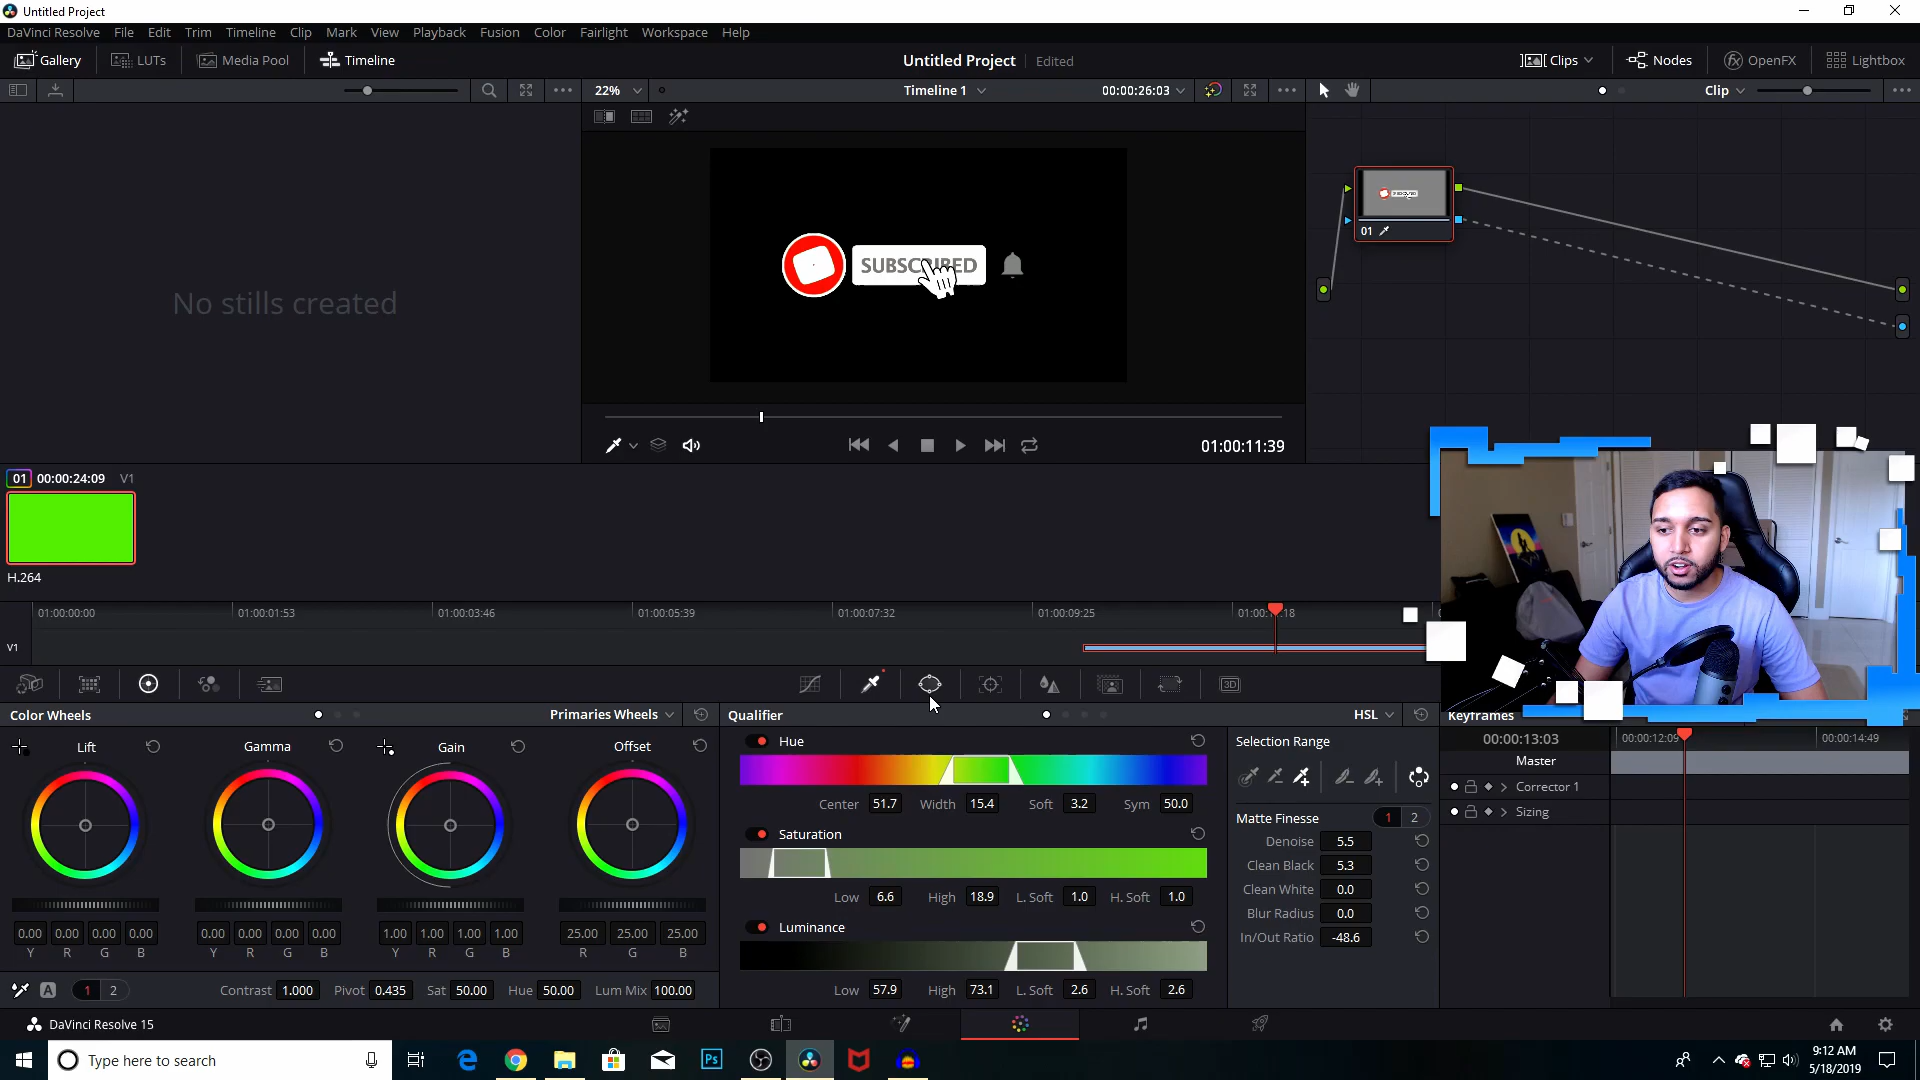 Untitled Project
DaVinci Resolve File Edit Trim Timeline Clip Mark View Playback Fusion Color Fairlight Workspace Help
Gallery LUTs Media Pool Timeline Untitled Project Edited Clips Nodes OpenFX Lightbox
22% Timeline 1 00:00:26:03 Clip
SUBSCRIBED
01
No stills created
01:00:11:39
01 00:00:24:09 V1
H.264
01:00:00:00 01:00:01:53 01:00:03:46 01:00:05:39 01:00:07:32 01:00:09:25
V1
3D
Color Wheels Primaries Wheels Qualifier HSL Keyframes
Lift Gamma Gain Offset Hue Selection Range 00:00:13:03 00:00:12:09 00:00:14:49
Master
Center 51.7 Width 15.4 Soft 3.2 Sym 50.0 Corrector 1
Saturation Matte Finesse 1 2 Sizing
Denoise 5.5
Clean Black 5.3
Low 6.6 High 18.9 L. Soft 1.0 H. Soft 1.0 Clean White 0.0
Blur Radius 0.0
Luminance In/Out Ratio -48.6
0.00 0.00 0.00 0.00 0.00 0.00 0.00 0.00 1.00 1.00 1.00 1.00 25.00 25.00 25.00
Y R G B Y R G B Y R G B R G B
A 1 2 Contrast 1.000 Pivot 0.435 Sat 50.00 Hue 50.00 Lum Mix 100.00 Low 57.9 High 73.1 L. Soft 2.6 H. Soft 2.6
DaVinci Resolve 15
Type here to search Ps 9:12 AM
5/18/2019